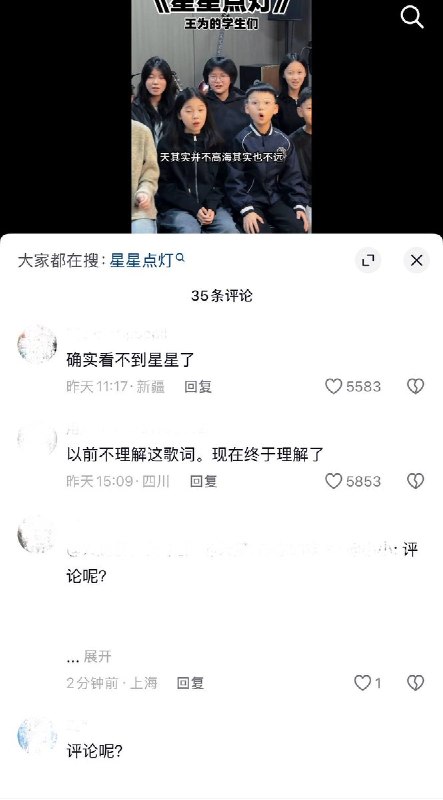 《星星点灯》
王为的学生们
天其实并不高海其实也不远
大家都在搜：星星点灯
35条评论
确实看不到星星了
昨天11:17·新疆 回复 5583
以前不理解这歌词。现在终于理解了
昨天15:09·四川 回复 5853
评
论呢？
... 展开
2分钟前·上海 回复 1
评论呢？